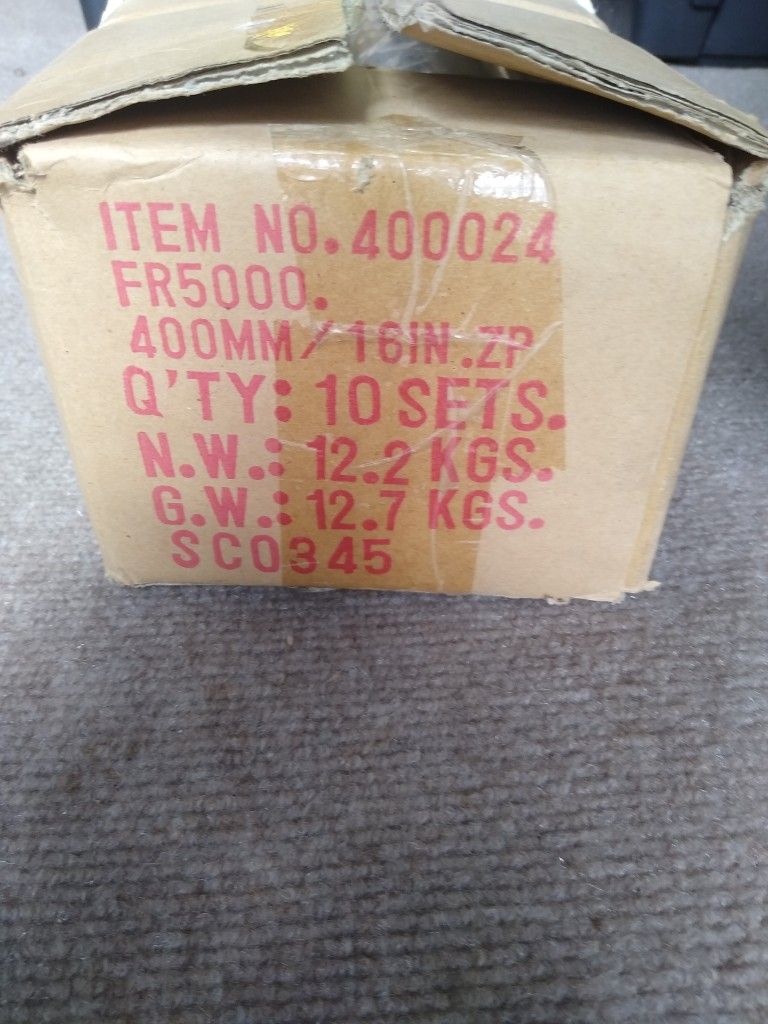 ITEM NO.400024
FR5000.
400MM/16IN.ZP
Q'TY: 10 SETS.
N.W.: 12.2 KGS.
G.W.: 12.7 KGS.
SC0345